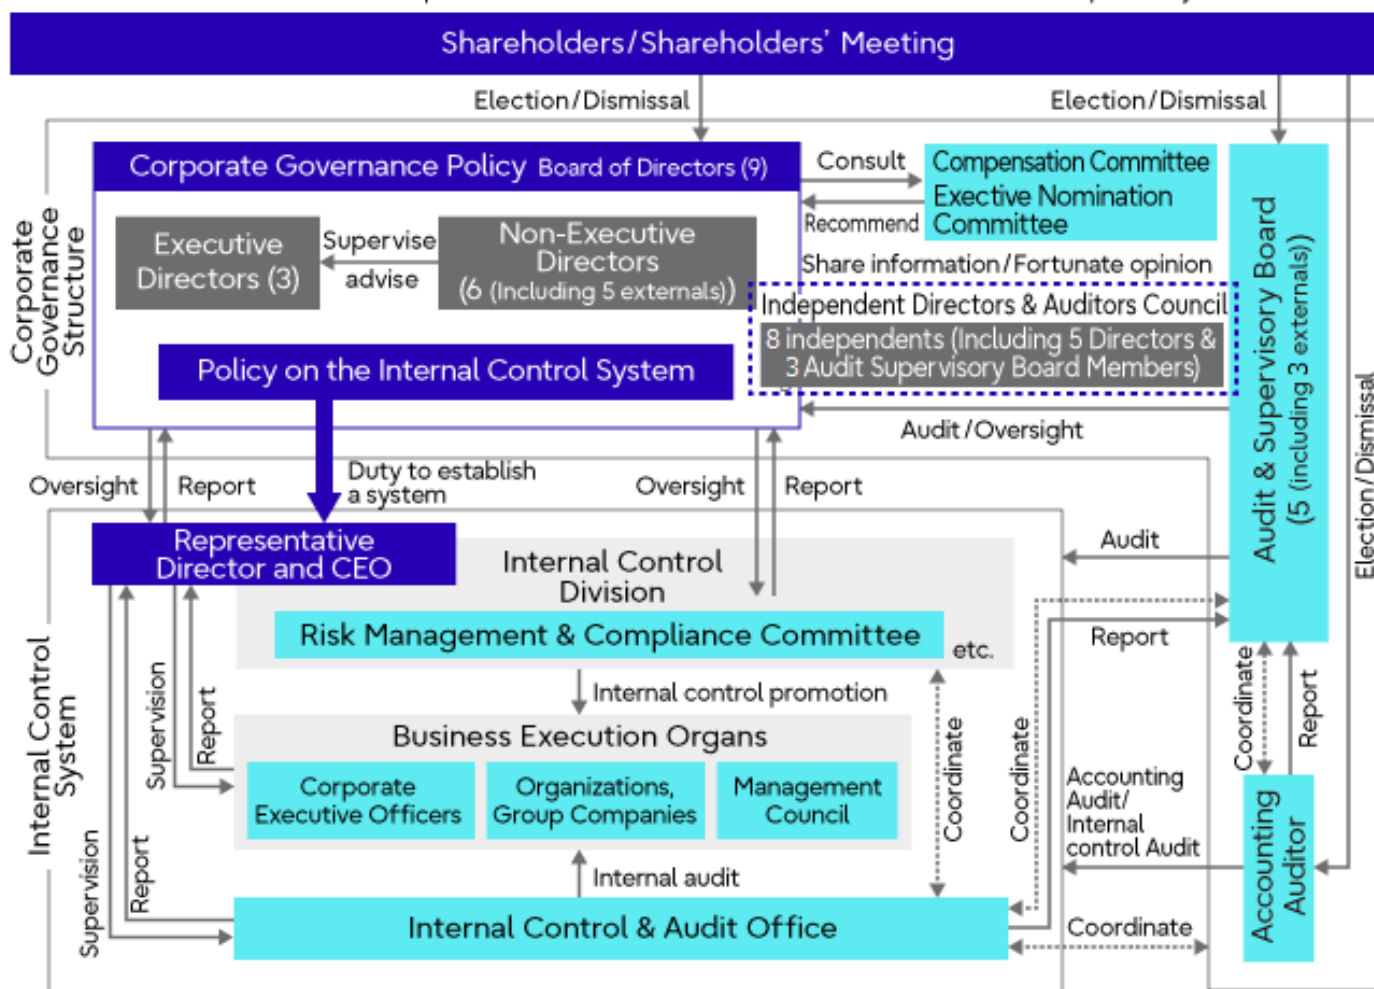 Shareholders/Shareholders’ Meeting
Election/Dismissal
Election/Dismissal
Corporate Governance Policy Board of Directors (9)
Consult
Recommend
Compensation Committee
Exective Nomination
Committee
Executive
Directors (3)
Supervise
advise
Non-Executive
Directors
(6 (Including 5 externals))
Share information/Fortunate opinion
Independent Directors & Auditors Council
8 independents (Including 5 Directors &
3 Audit Supervisory Board Members)
Policy on the Internal Control System
Audit/Oversight
Audit & Supervisory Board
(5 (including 3 externals))
Election/Dismissal
Corporate
Governance
Structure
Oversight
Report
Duty to establish
a system
Oversight
Report
Representative
Director and CEO
Internal Control
Division
Risk Management & Compliance Committee
etc.
Audit
Report
Internal Control
System
Supervision
Report
Internal control promotion
Business Execution Organs
Corporate
Executive Officers
Organizations,
Group Companies
Management
Council
Coordinate
Coordinate
Coordinate
Report
Accounting
Audit/
Internal
control Audit
Accounting
Auditor
Supervision
Report
Internal audit
Internal Control & Audit Office
Coordinate